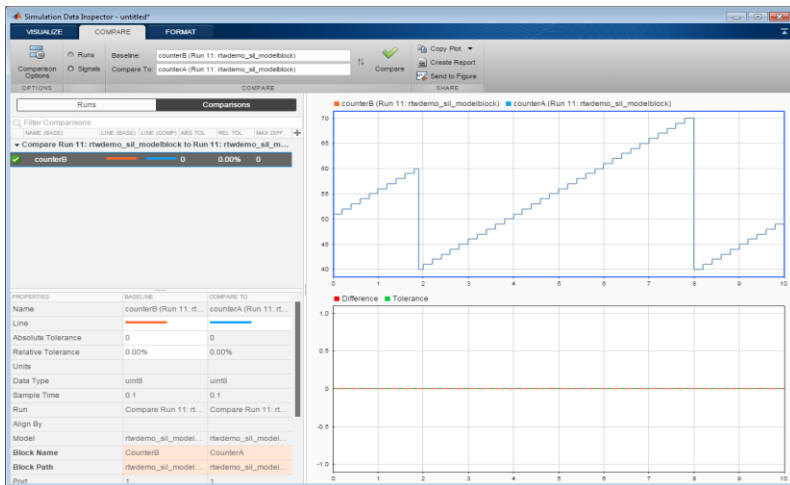 Simulation Data Inspector - untitled*
VISUALIZE COMPARE FORMAT
Runs Baseline: counterB (Run 11: rtwdemo_sil_modelblock) Copy Plot
Comparison Options Signals Compare To: counterA (Run 11: rtwdemo_sil_modelblock) Compare Create Report
Send to Figure
OPTIONS COMPARE SHARE
Runs Comparisons
Filter Comparisons
NAME (BASE) LINE (BASE) LINE (COMP) ABS TOL REL TOL MAX DIFF
Compare Run 11: rtwdemo_sil_modelblock to Run 11: rtwdemo_sil_m...
counterB 0 0.00% 0
PROPERTIES BASELINE COMPARE TO
Name counterB (Run 11: rt... counterA (Run 11: rt...
Line
Absolute Tolerance 0 0
Relative Tolerance 0.00% 0.00%
Units
Data Type uint8 uint8
Sample Time 0.1 0.1
Run Compare Run 11: rt... Compare Run 11: rt...
Align By
Model rtwdemo_sil_model... rtwdemo_sil_model...
Block Name CounterB CounterA
Block Path rtwdemo_sil_model... rtwdemo_sil_model...
Port 1 1
counterB (Run 11: rtwdemo_sil_modelblock) counterA (Run 11: rtwdemo_sil_modelblock)
70
65
60
55
50
45
40
0 1 2 3 4 5 6 7 8 9 10
Difference Tolerance
1.0
0.5
0
-0.5
-1.0
0 1 2 3 4 5 6 7 8 9 10